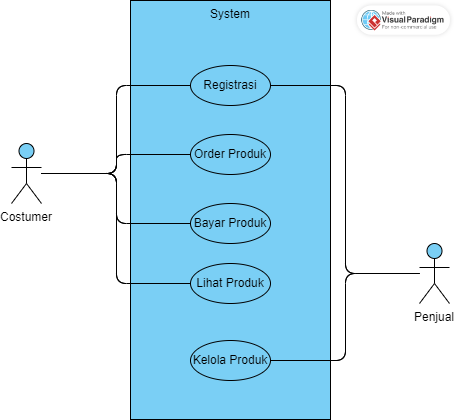 System
Made with
Visual Paradigm
For non-commercial use
Registrasi
Order Produk
Costumer
Bayar Produk
Lihat Produk
Penjual
Kelola Produk